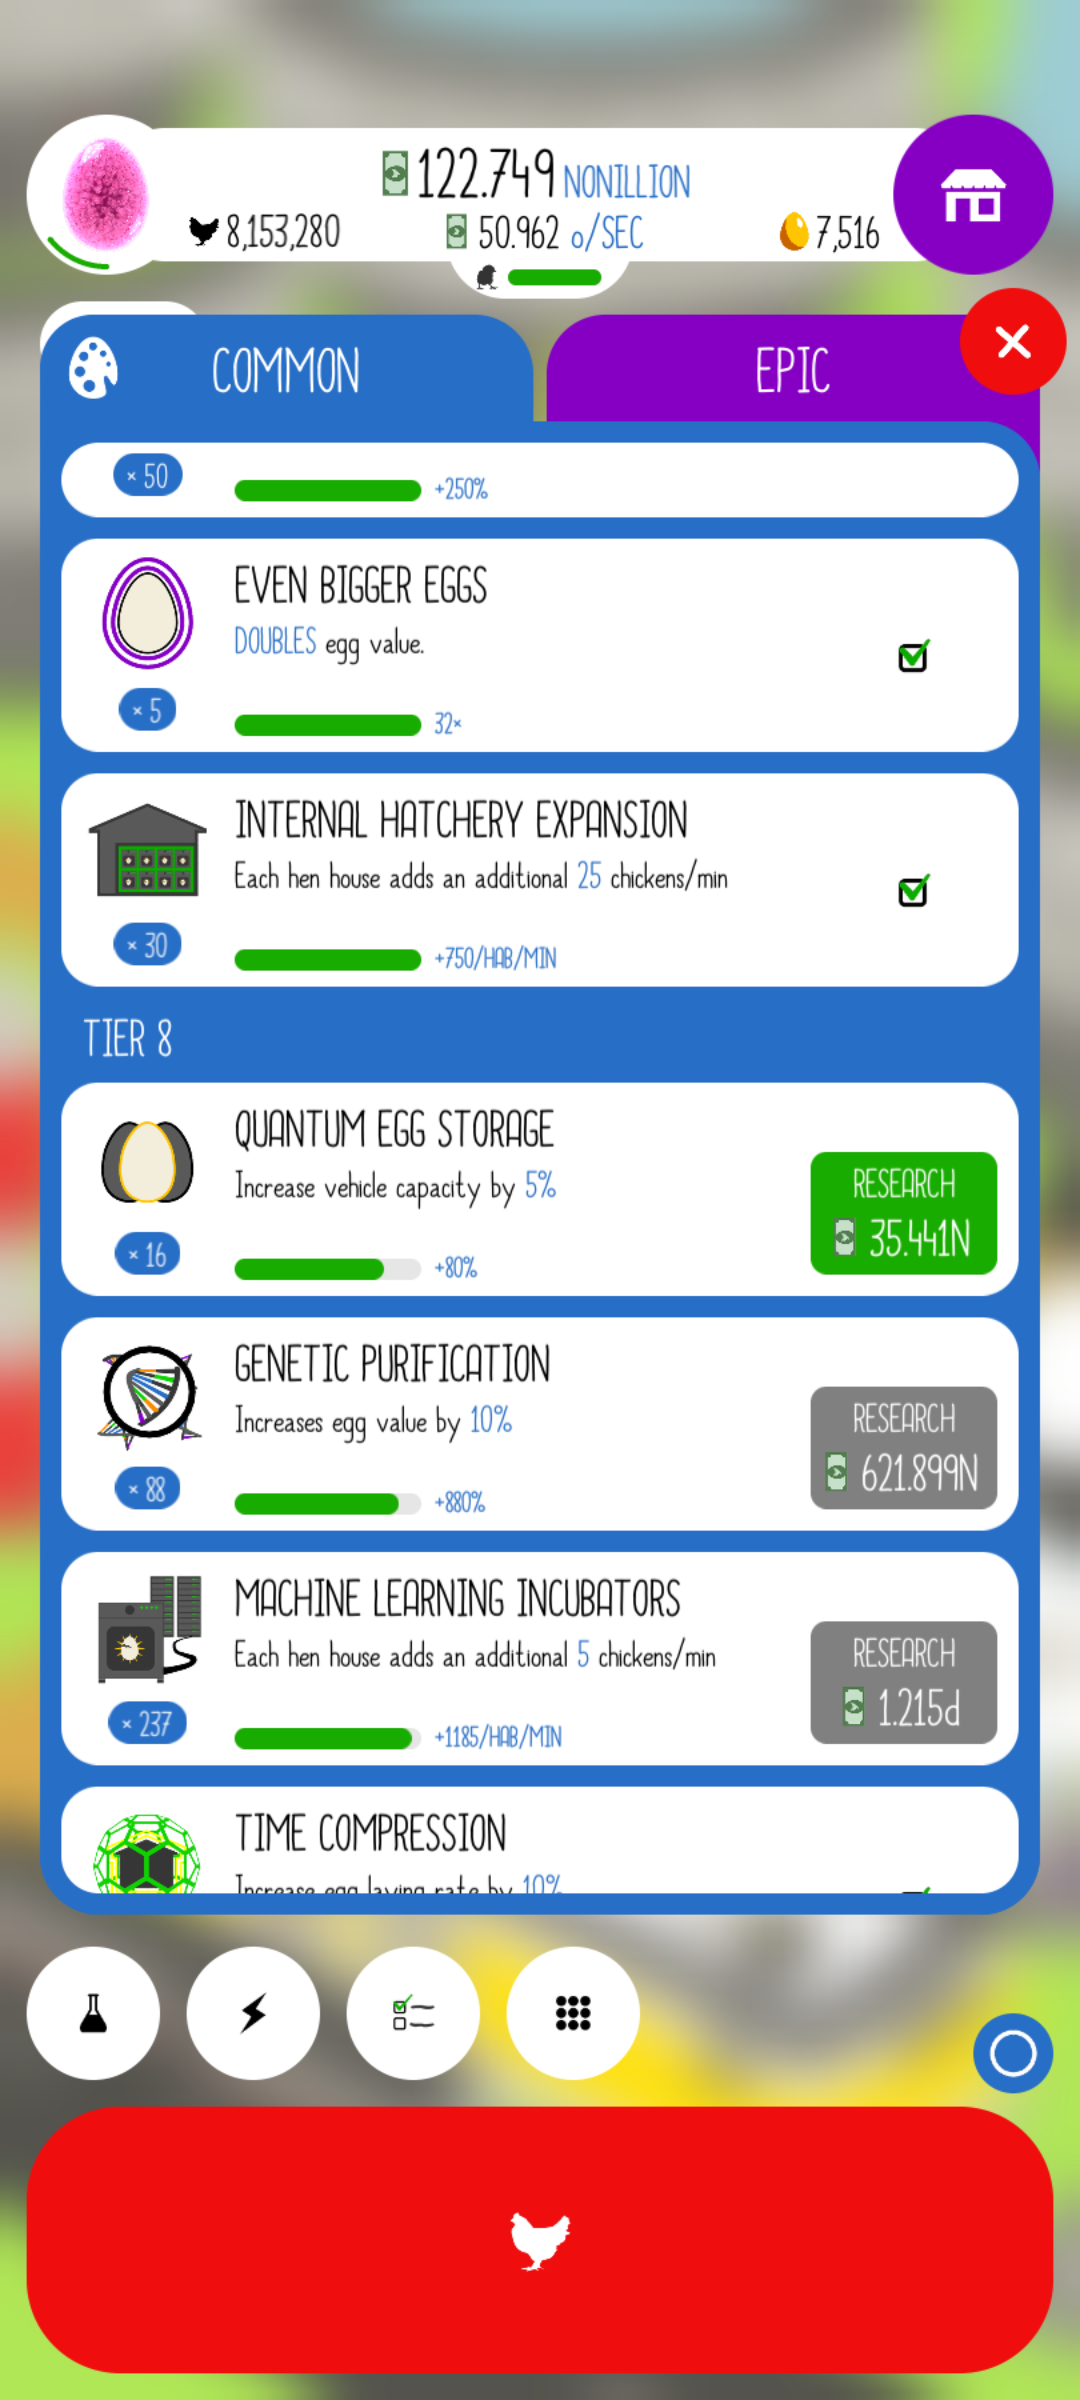 122.749 NONILLION
8,153,280
50.962 o/SEC
7,516
COMMON
EPIC
× 50
+250%
EVEN BIGGER EGGS
DOUBLES egg value.
× 5
32×
INTERNAL HATCHERY EXPANSION
Each hen house adds an additional 25 chickens/min
× 30
+750/HAB/MIN
TIER 8
QUANTUM EGG STORAGE
Increase vehicle capacity by 5%
× 16
+80%
RESEARCH
35.441N
GENETIC PURIFICATION
Increases egg value by 10%
× 88
+880%
RESEARCH
621.899N
MACHINE LEARNING INCUBATORS
Each hen house adds an additional 5 chickens/min
× 237
+1185/HAB/MIN
RESEARCH
1.215d
TIME COMPRESSION
Increase egg laying rate by 10%